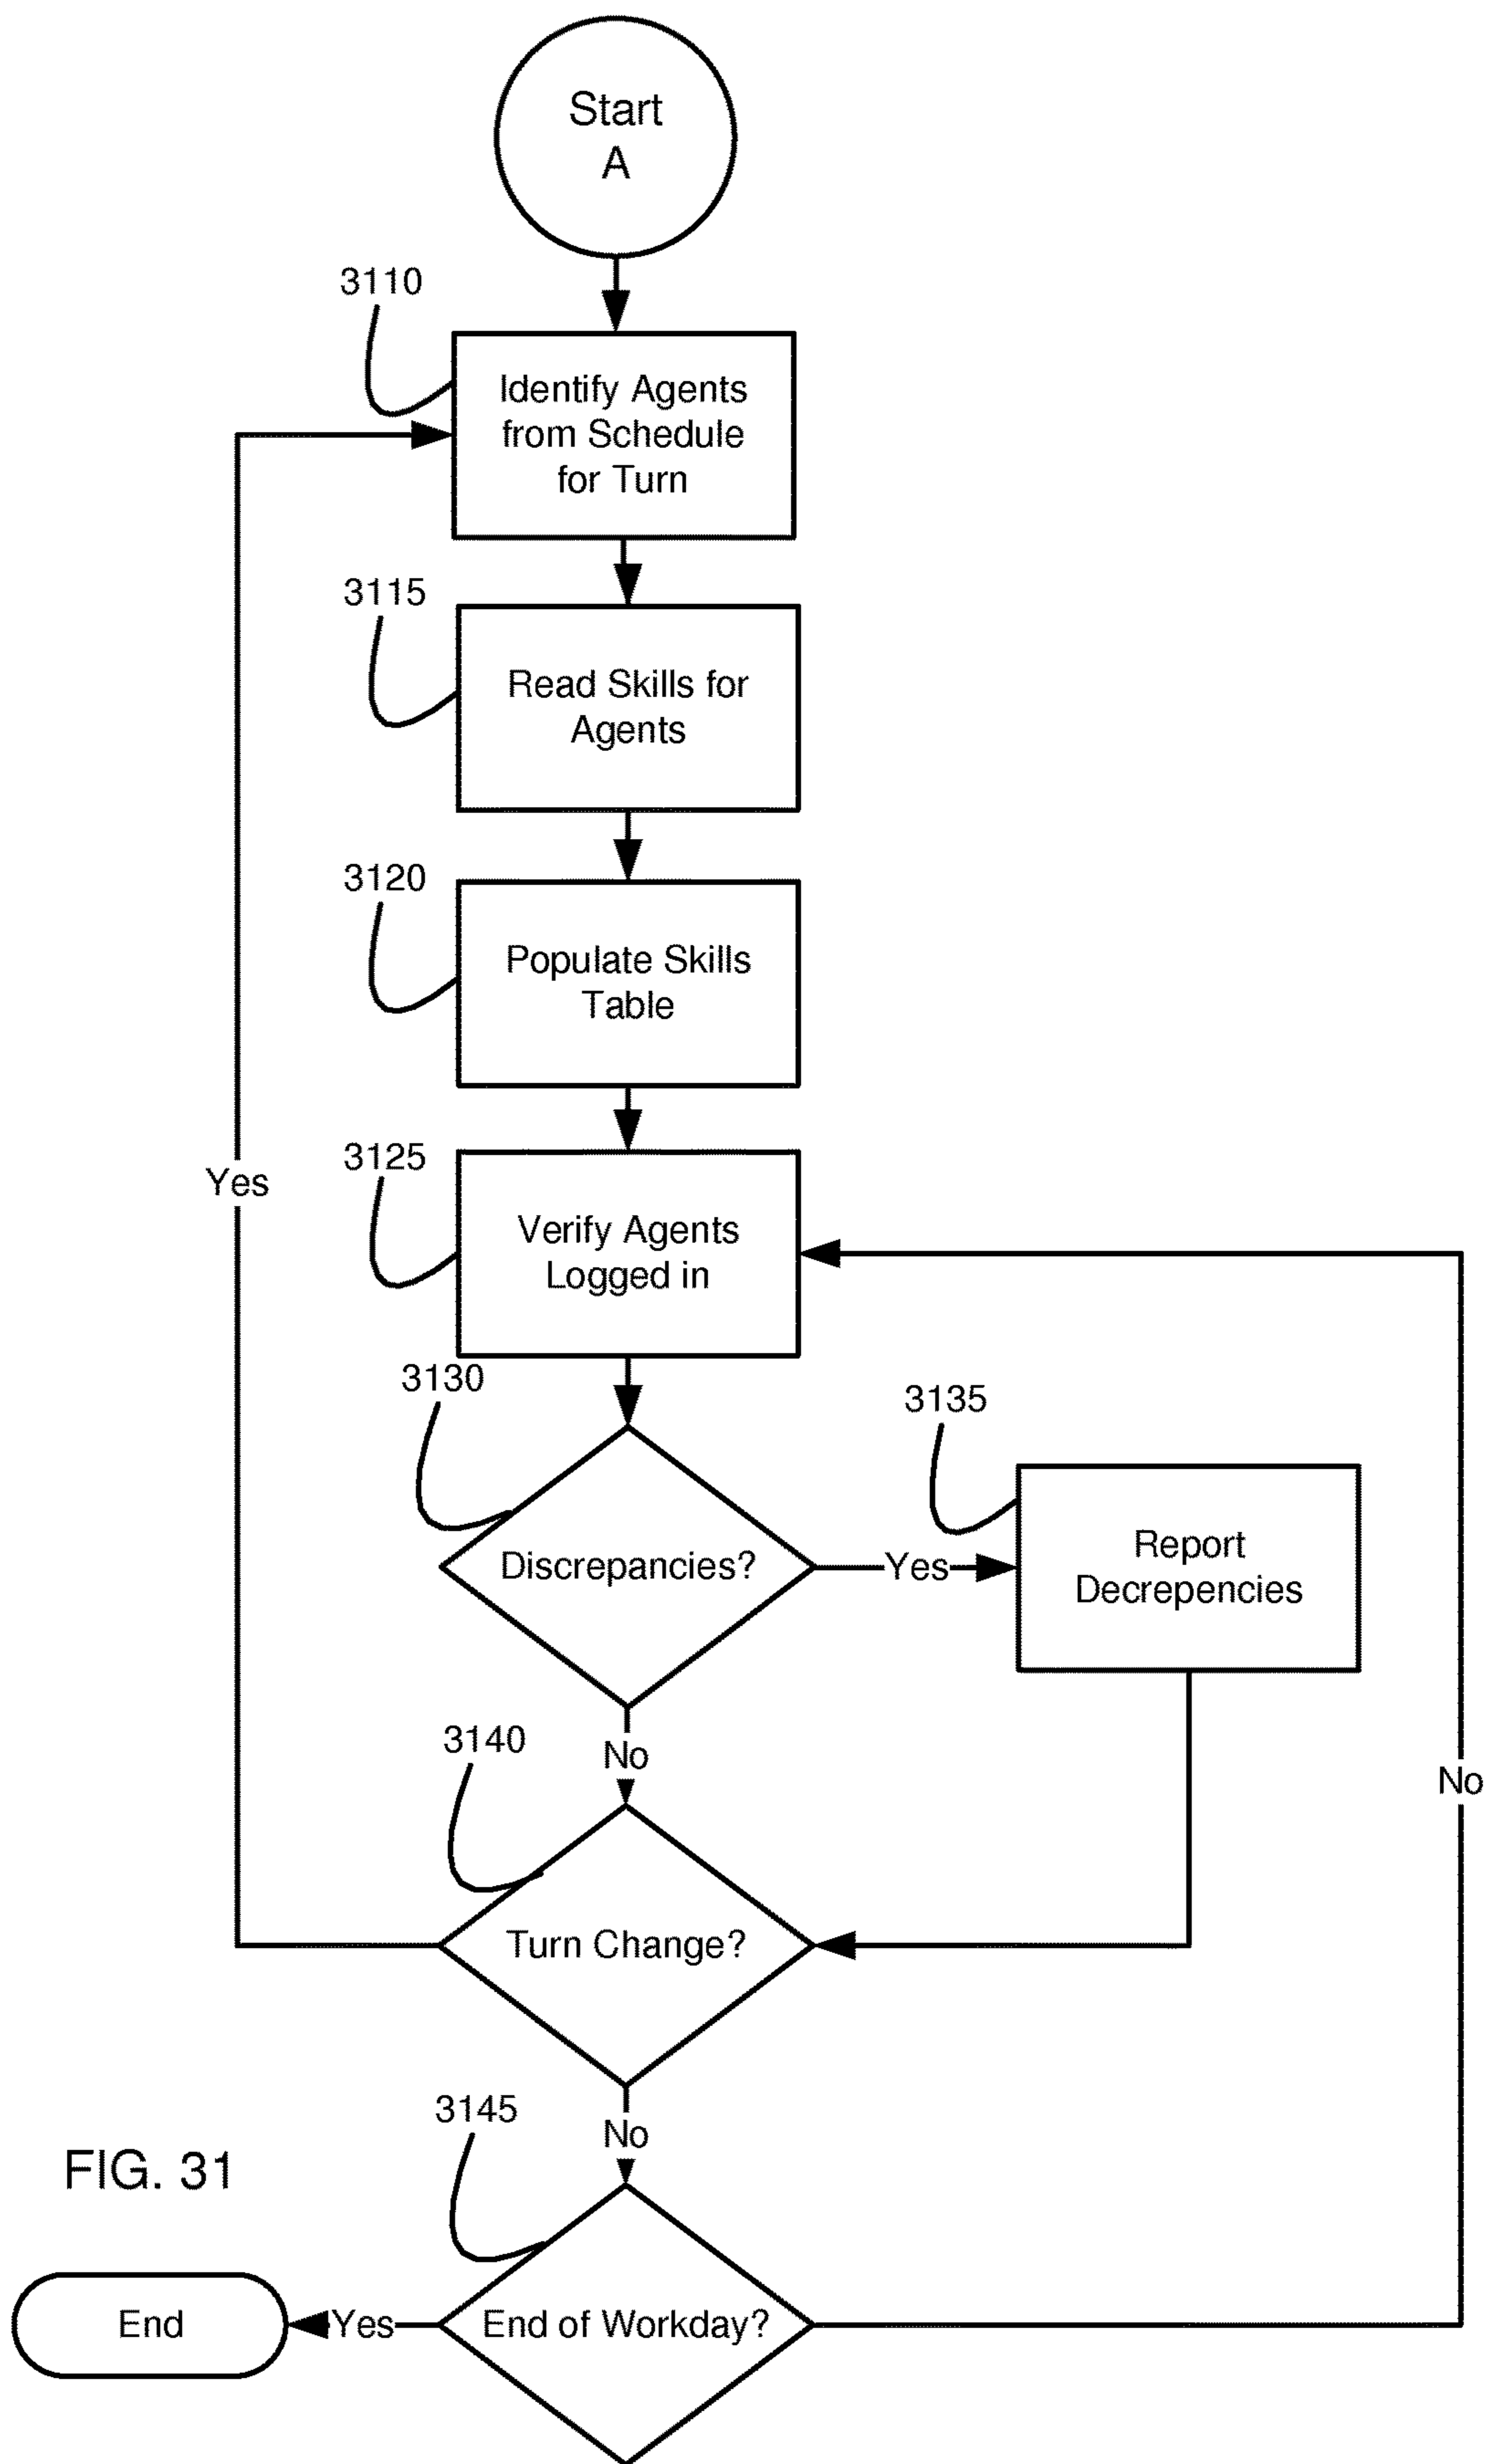 Start
A
3110
Identify Agents
from Schedule
for Turn
3115
Read Skills for
Agents
3120
Populate Skills
Table
Yes
3125
Verify Agents
Logged in
3130
3135
Discrepancies?
Yes
Report
Decrepencies
3140
No
No
Turn Change?
3145
No
FIG. 31
End
Yes
End of Workday?